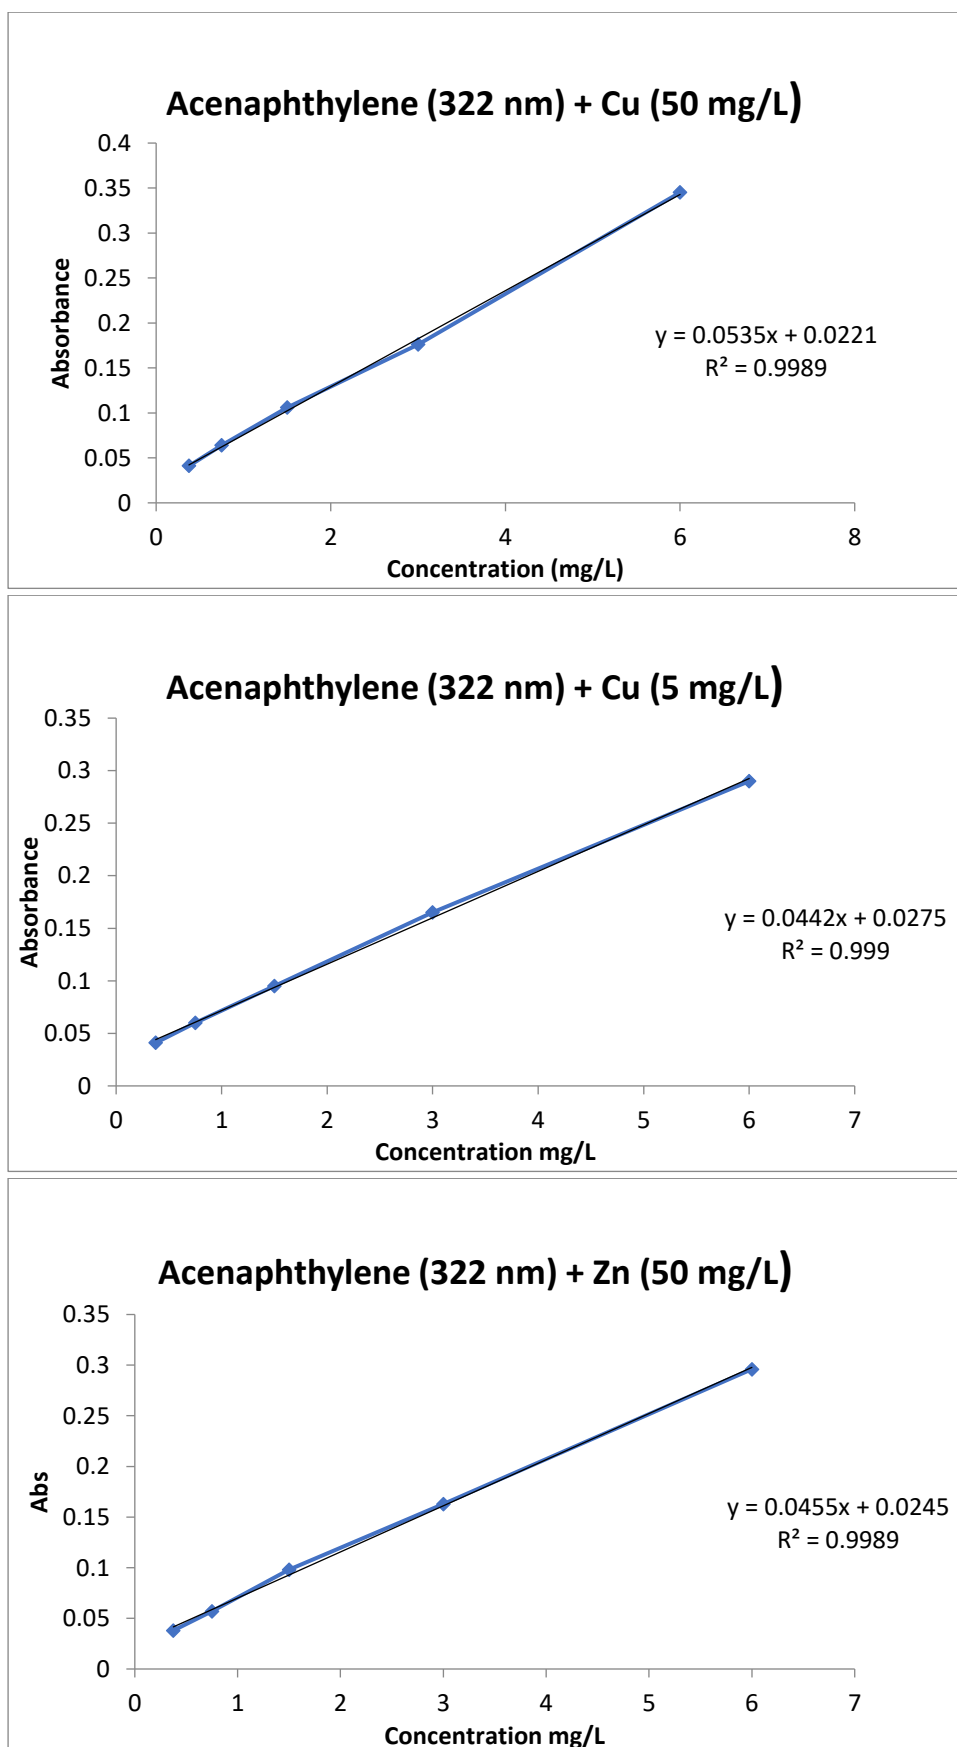 Acenaphthylene (322 nm) + Cu (50 mg/L)
0.4
0.35
0.3
0.25
0.2
0.15
0.1
0.05
0
Absorbance
y = 0.0535x + 0.0221
R² = 0.9989
0 2 4 6 8
Concentration (mg/L)
Acenaphthylene (322 nm) + Cu (5 mg/L)
0.35
0.3
0.25
0.2
0.15
0.1
0.05
0
Absorbance
y = 0.0442x + 0.0275
R² = 0.999
0 1 2 3 4 5 6 7
Concentration mg/L
Acenaphthylene (322 nm) + Zn (50 mg/L)
0.35
0.3
0.25
0.2
0.15
0.1
0.05
0
Abs
y = 0.0455x + 0.0245
R² = 0.9989
0 1 2 3 4 5 6 7
Concentration mg/L